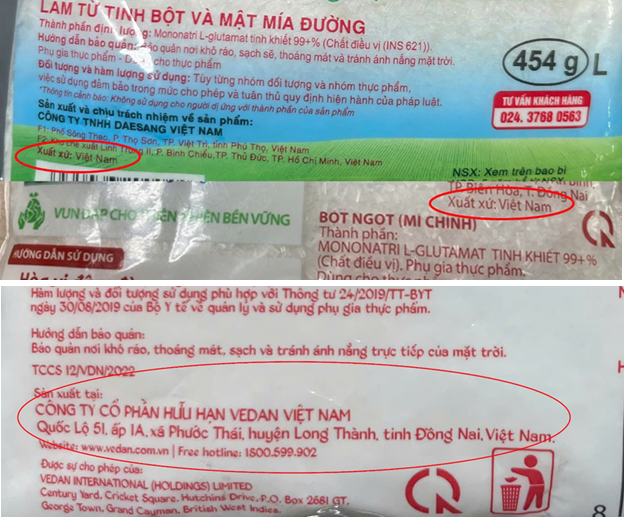 LÀM TỪ TINH BỘT VÀ MẬT MÍA ĐƯỜNG
Thành phần định lượng: Mononatri L-glutamat tinh khiết 99+% (Chất điều vị (INS 621)).
Hướng dẫn bảo quản: Bảo quản nơi khô ráo, sạch sẽ, thoáng mát và tránh ánh nắng mặt trời.
Phụ gia thực phẩm - Dùng cho thực phẩm
Đối tượng và hàm lượng sử dụng: Tùy từng nhóm đối tượng và nhóm thực phẩm,
việc sử dụng đảm bảo trong mức cho phép và tuân thủ quy định hiện hành của pháp luật.
*Thông tin cảnh báo: Không sử dụng cho người dị ứng với thành phần của sản phẩm
454 g L
TƯ VẤN KHÁCH HÀNG
024. 3768 0563
Sản xuất và chịu trách nhiệm về sản phẩm:
CÔNG TY TNHH DAESANG VIỆT NAM
F1: Phố Sông Thao, P. Thọ Sơn, TP. Việt Trì, tỉnh Phú Thọ, Việt Nam
F2: Khu chế xuất Linh Trung II, P. Bình Chiểu, TP. Thủ Đức, TP. Hồ Chí Minh, Việt Nam
Xuất xứ: Việt Nam
NSX: Xem trên bao bì
TP. Biên Hòa, T. Đồng Nai
Xuất xứ: Việt Nam
VUN ĐẮP CHO THIÊN NHIÊN BỀN VỮNG
HƯỚNG DẪN SỬ DỤNG
BỘT NGỌT (MÌ CHÍNH)
Thành phần:
MONONATRI L-GLUTAMAT TINH KHIẾT 99+%
(Chất điều vị). Phụ gia thực phẩm.
Hàm lượng và đối tượng sử dụng phù hợp với Thông tư 24/2019/TT-BYT
ngày 30/08/2019 của Bộ Y tế về quản lý và sử dụng phụ gia thực phẩm.
Hướng dẫn bảo quản:
Bảo quản nơi khô ráo, thoáng mát, sạch và tránh ánh nắng trực tiếp của mặt trời.
TCCS 12/VDN/2022
Sản xuất tại:
CÔNG TY CỔ PHẦN HỮU HẠN VEDAN VIỆT NAM
Quốc Lộ 51, ấp 1A, xã Phước Thái, huyện Long Thành, tỉnh Đồng Nai, Việt Nam.
Website: www.vedan.com.vn | Free hotline: 1800.599.902
Được sự cho phép của:
VEDAN INTERNATIONAL (HOLDINGS) LIMITED
Century Yard, Cricket Square, Hutchins Drive, P.O. Box 2681 GT,
George Town, Grand Cayman, British West Indies.
8